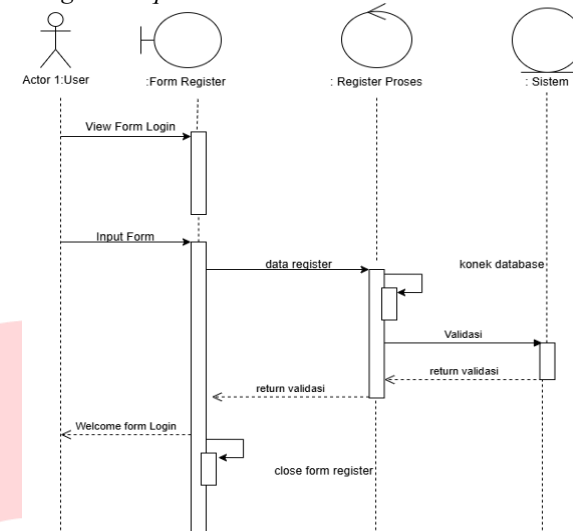 Actor 1:User
:Form Register
: Register Proses
: Sistem
View Form Login
Input Form
data register
konek database
Validasi
return validasi
return validasi
Welcome form Login
close form register